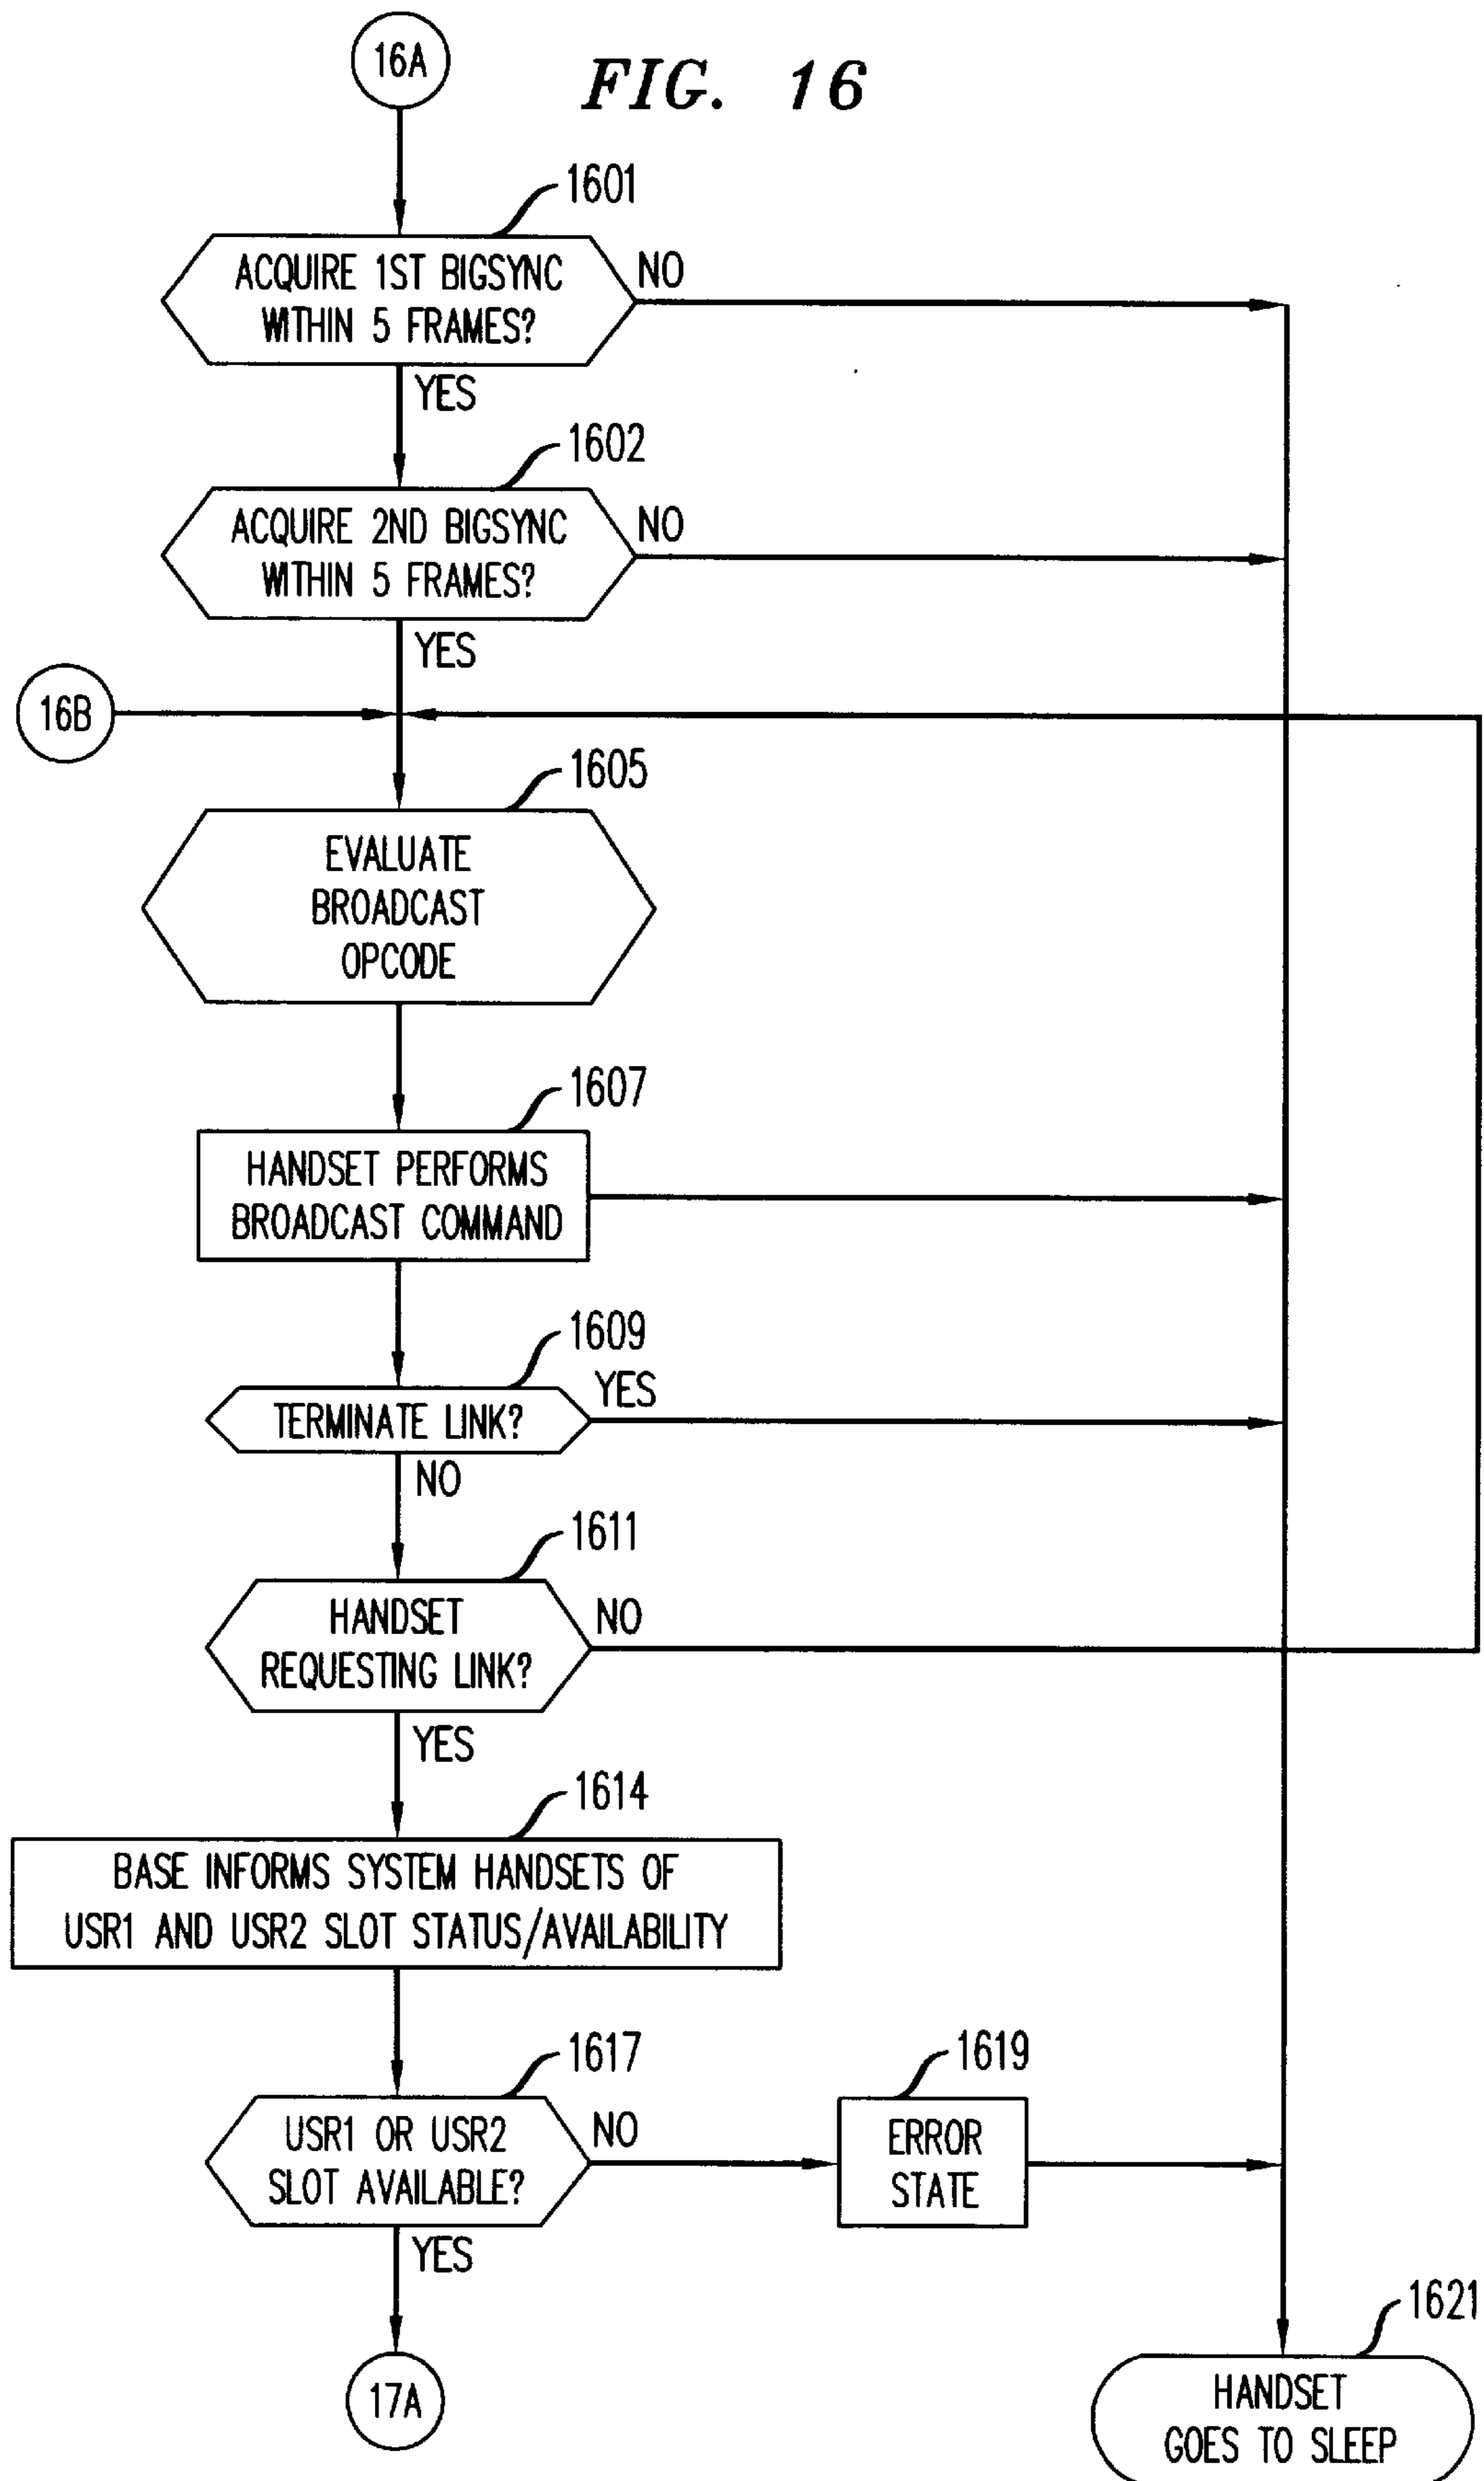 16A
FIG. 16
1601
ACQUIRE 1ST BIGSYNC
WITHIN 5 FRAMES?
NO
YES
1602
ACQUIRE 2ND BIGSYNC
WITHIN 5 FRAMES?
NO
YES
16B
1605
EVALUATE
BROADCAST
OPCODE
1607
HANDSET PERFORMS
BROADCAST COMMAND
1609
TERMINATE LINK?
YES
NO
1611
HANDSET
REQUESTING LINK?
NO
YES
1614
BASE INFORMS SYSTEM HANDSETS OF
USR1 AND USR2 SLOT STATUS/AVAILABILITY
1617
USR1 OR USR2
SLOT AVAILABLE?
NO
YES
1619
ERROR
STATE
17A
1621
HANDSET
GOES TO SLEEP